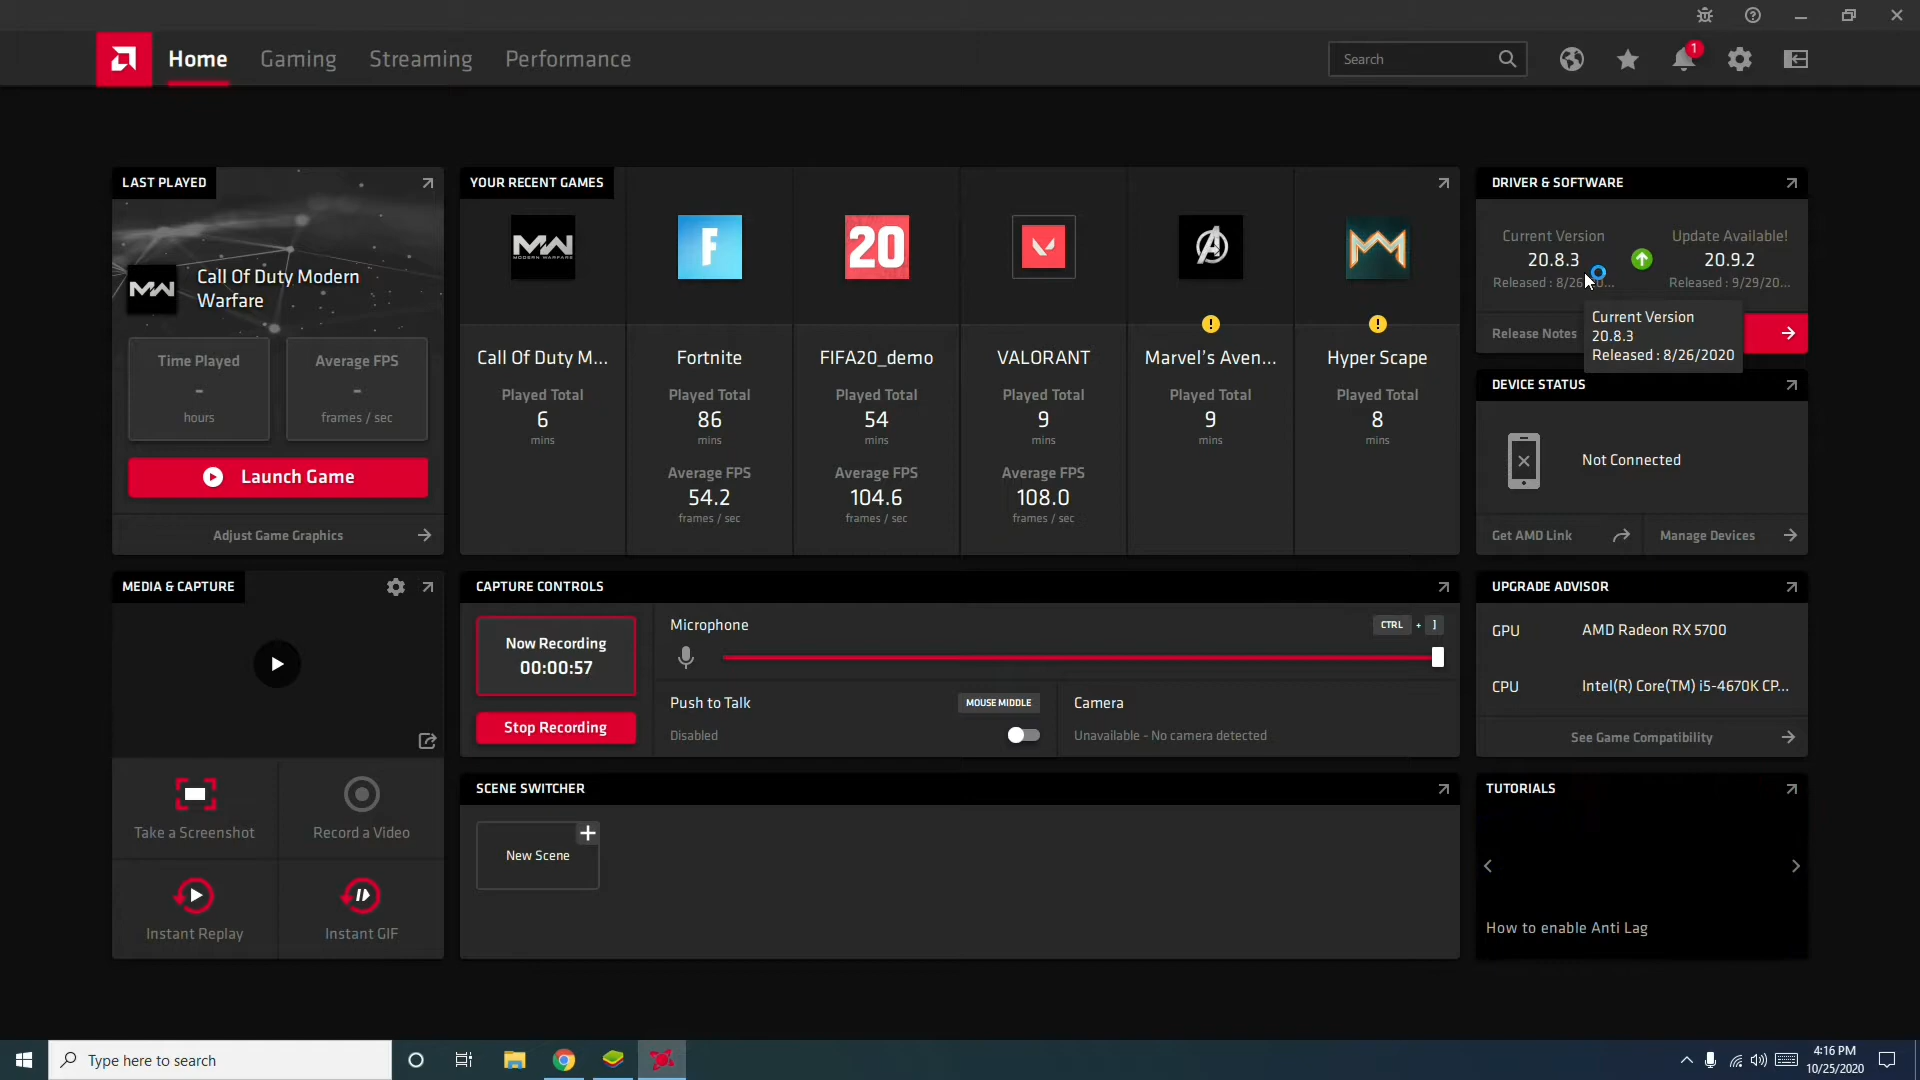 Home
Gaming
Streaming
Performance
Search
1
LAST PLAYED
Call Of Duty Modern
Warfare
Time Played
-
hours
Average FPS
-
frames / sec
Launch Game
Adjust Game Graphics
YOUR RECENT GAMES
MW
MODERN WARFARE
F
20
Call Of Duty M...
Played Total
6
mins
Fortnite
Played Total
86
mins
Average FPS
54.2
frames / sec
FIFA20_demo
Played Total
54
mins
Average FPS
104.6
frames / sec
VALORANT
Played Total
9
mins
Average FPS
108.0
frames / sec
Marvel's Aven...
Played Total
9
mins
Hyper Scape
Played Total
8
mins
DRIVER & SOFTWARE
Current Version
20.8.3
Released : 8/26/20...
Update Available!
20.9.2
Released : 9/29/20...
Release Notes
Current Version
20.8.3
Released : 8/26/2020
DEVICE STATUS
Not Connected
Get AMD Link
Manage Devices
MEDIA & CAPTURE
Take a Screenshot
Record a Video
Instant Replay
Instant GIF
CAPTURE CONTROLS
Now Recording
00:00:57
Stop Recording
Microphone
CTRL + ]
Push to Talk
MOUSE MIDDLE
Disabled
Camera
Unavailable - No camera detected
SCENE SWITCHER
New Scene
UPGRADE ADVISOR
GPU AMD Radeon RX 5700
CPU Intel(R) Core(TM) i5-4670K CP...
See Game Compatibility
TUTORIALS
How to enable Anti Lag
Type here to search
4:16 PM
10/25/2020